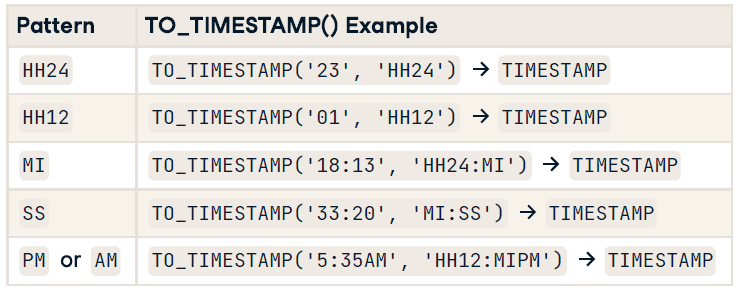 Pattern TO_TIMESTAMP() Example
HH24 TO_TIMESTAMP('23', 'HH24') → TIMESTAMP
HH12 TO_TIMESTAMP('01', 'HH12') → TIMESTAMP
MI TO_TIMESTAMP('18:13', 'HH24:MI') → TIMESTAMP
SS TO_TIMESTAMP('33:20', 'MI:SS') → TIMESTAMP
PM or AM TO_TIMESTAMP('5:35AM', 'HH12:MIPM') → TIMESTAMP